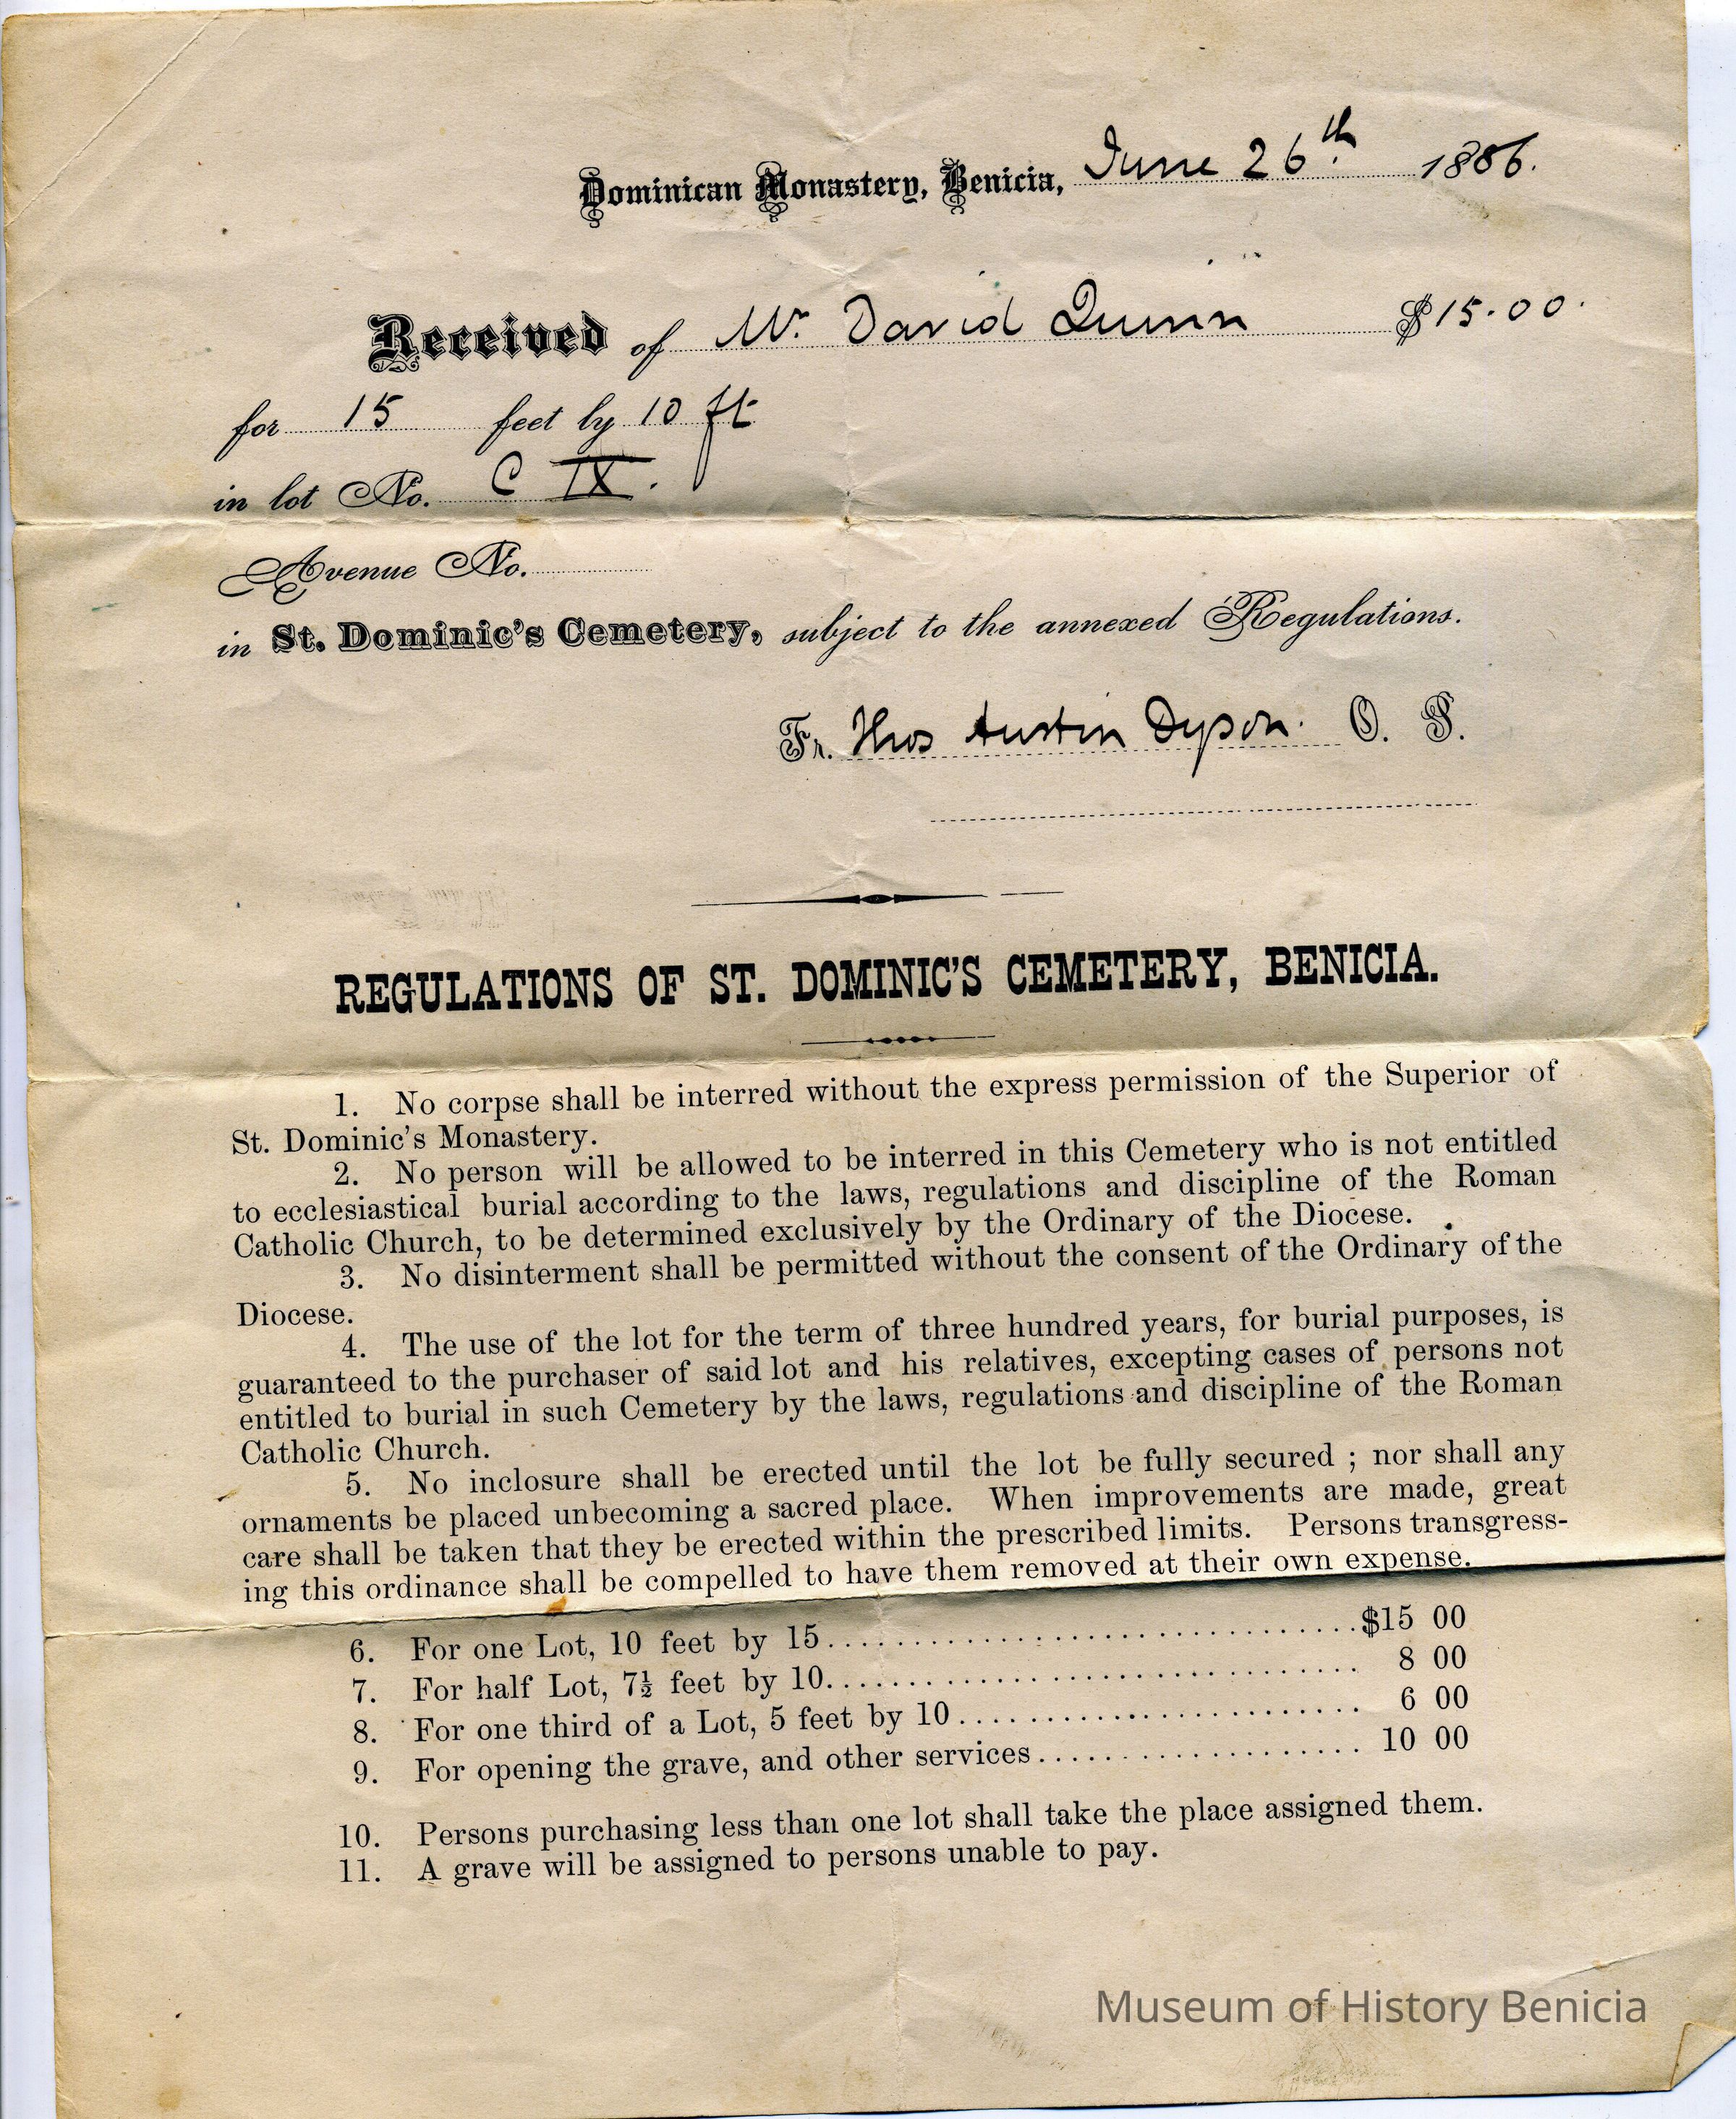 Dominican Monastery, Benicia, June 26th. 1886.
Received of Mr. David Quinn $15.00.
for 15 feet by 10 ft
in lot No. C IX.
Avenue No.
in St. Dominic's Cemetery, subject to the annexed Regulations.
Fr. Thos Austin Dyson. O. P.
REGULATIONS OF ST. DOMINIC'S CEMETERY, BENICIA.
1. No corpse shall be interred without the express permission of the Superior of
St. Dominic's Monastery.
2. No person will be allowed to be interred in this Cemetery who is not entitled
to ecclesiastical burial according to the laws, regulations and discipline of the Roman
Catholic Church, to be determined exclusively by the Ordinary of the Diocese.
3. No disinterment shall be permitted without the consent of the Ordinary of the
Diocese.
4. The use of the lot for the term of three hundred years, for burial purposes, is
guaranteed to the purchaser of said lot and his relatives, excepting cases of persons not
entitled to burial in such Cemetery by the laws, regulations and discipline of the Roman
Catholic Church.
5. No inclosure shall be erected until the lot be fully secured ; nor shall any
ornaments be placed unbecoming a sacred place. When improvements are made, great
care shall be taken that they be erected within the prescribed limits. Persons transgress-
ing this ordinance shall be compelled to have them removed at their own expense.
6. For one Lot, 10 feet by 15.................................$15 00
7. For half Lot, 7½ feet by 10................................. 8 00
8. For one third of a Lot, 5 feet by 10......................... 6 00
9. For opening the grave, and other services.................... 10 00
10. Persons purchasing less than one lot shall take the place assigned them.
11. A grave will be assigned to persons unable to pay.
Museum of History Benicia